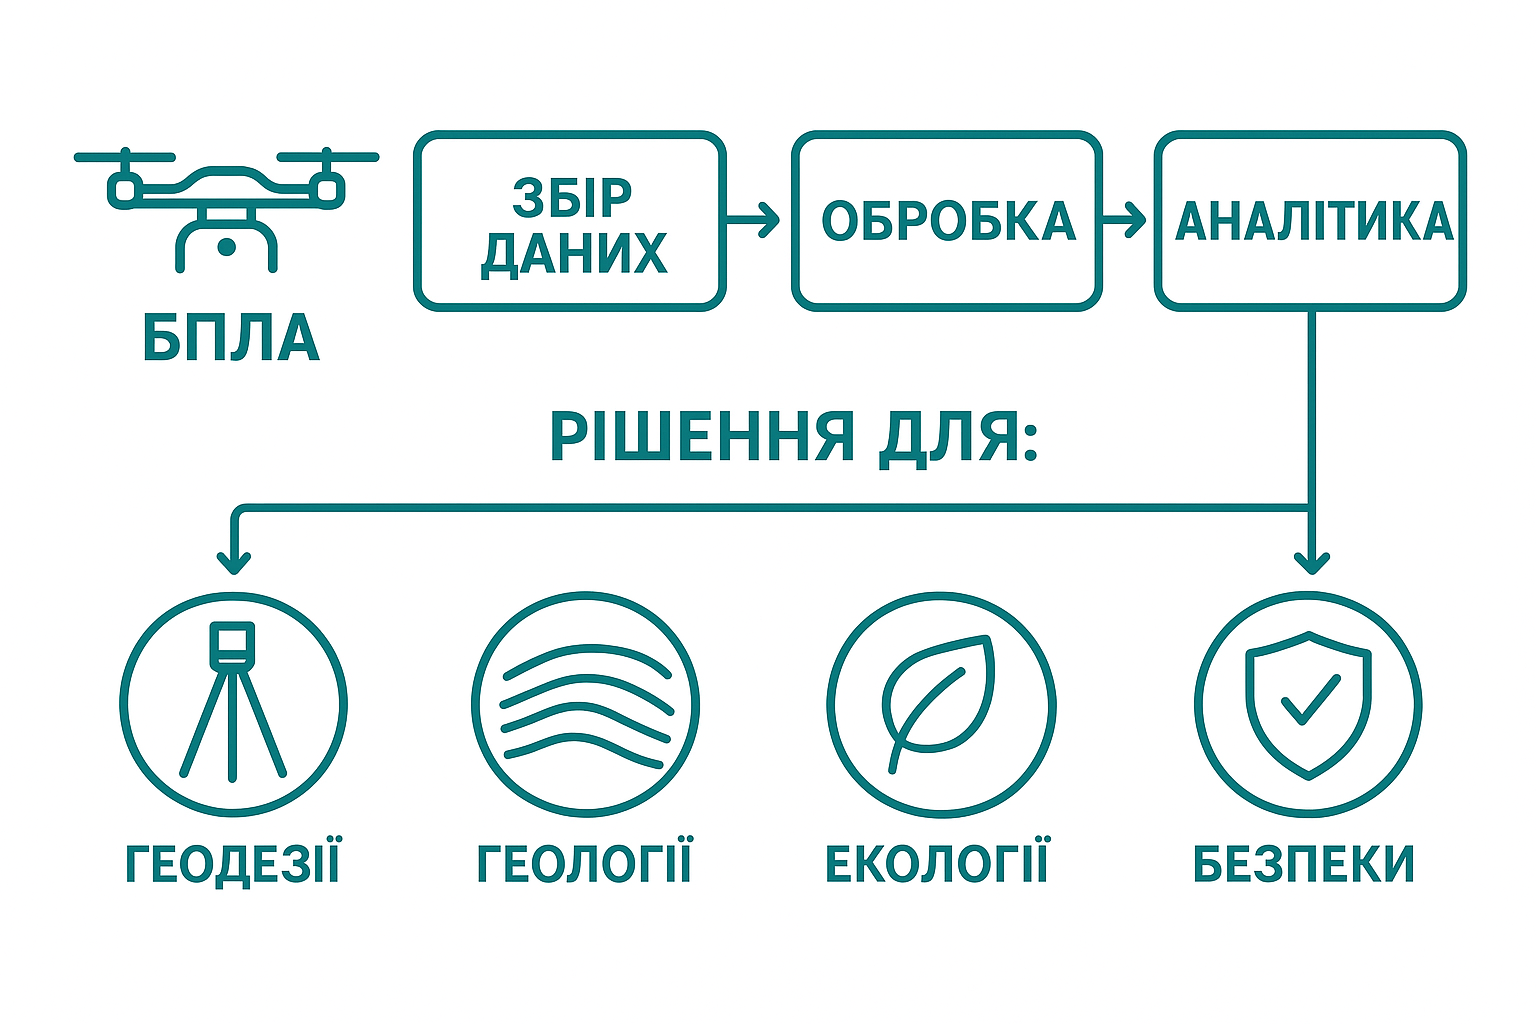 БПЛА
ЗБІР
ДАНИХ
ОБРОБКА
АНАЛІТИКА
РІШЕННЯ ДЛЯ:
ГЕОДЕЗІЇ
ГЕОЛОГІЇ
ЕКОЛОГІЇ
БЕЗПЕКИ